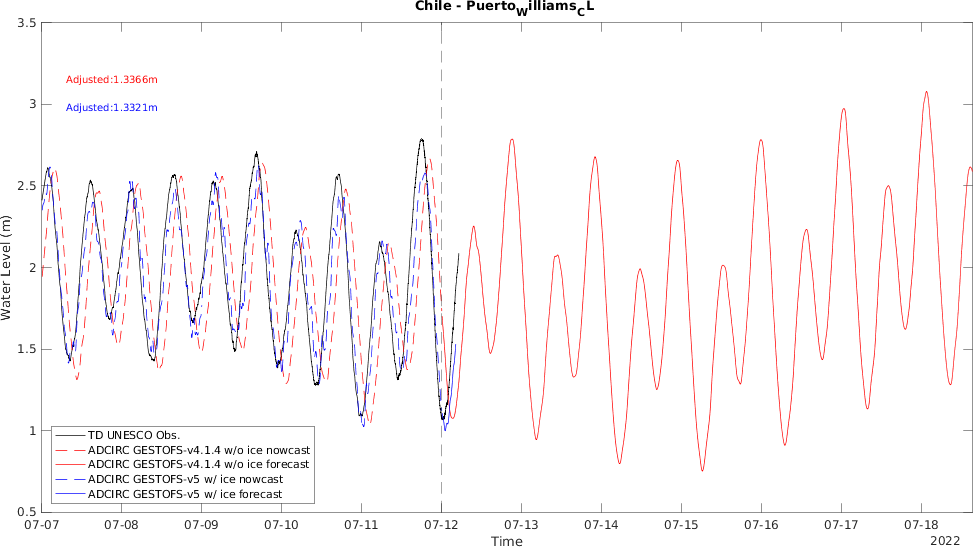 Chile - Puerto_Williams_CL
3.5
3
2.5
2
1.5
1
0.5
Water Level (m)
Adjusted:1.3366m
Adjusted:1.3321m
TD UNESCO Obs.
ADCIRC GESTOFS-v4.1.4 w/o ice nowcast
ADCIRC GESTOFS-v4.1.4 w/o ice forecast
ADCIRC GESTOFS-v5 w/ ice nowcast
ADCIRC GESTOFS-v5 w/ ice forecast
07-07 07-08 07-09 07-10 07-11 07-12 07-13 07-14 07-15 07-16 07-17 07-18
Time
2022